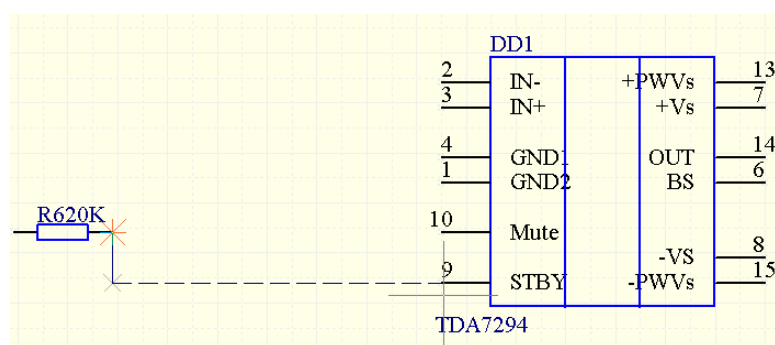 DD1
2 IN- +PWVs 13
3 IN+ +Vs 7
4 GND1 OUT 14
1 GND2 BS 6
R620K
10 Mute
-VS 8
9 STBY -PWVs 15
TDA7294